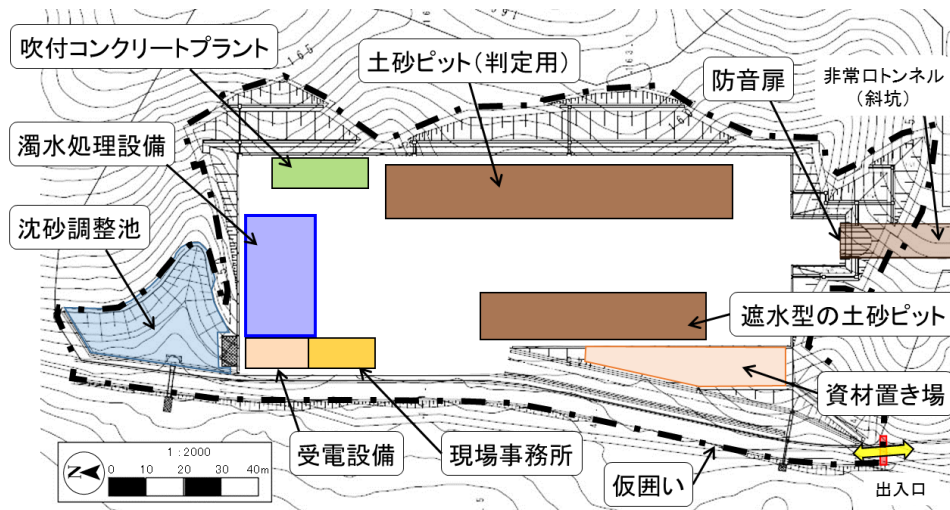 吹付コンクリートプラント
土砂ピット(判定用)
防音扉
非常口トンネル
(斜坑)
濁水処理設備
沈砂調整池
遮水型の土砂ピット
資材置き場
受電設備
現場事務所
仮囲い
出入口
1:2000
0 10 20 30 40m
N
165